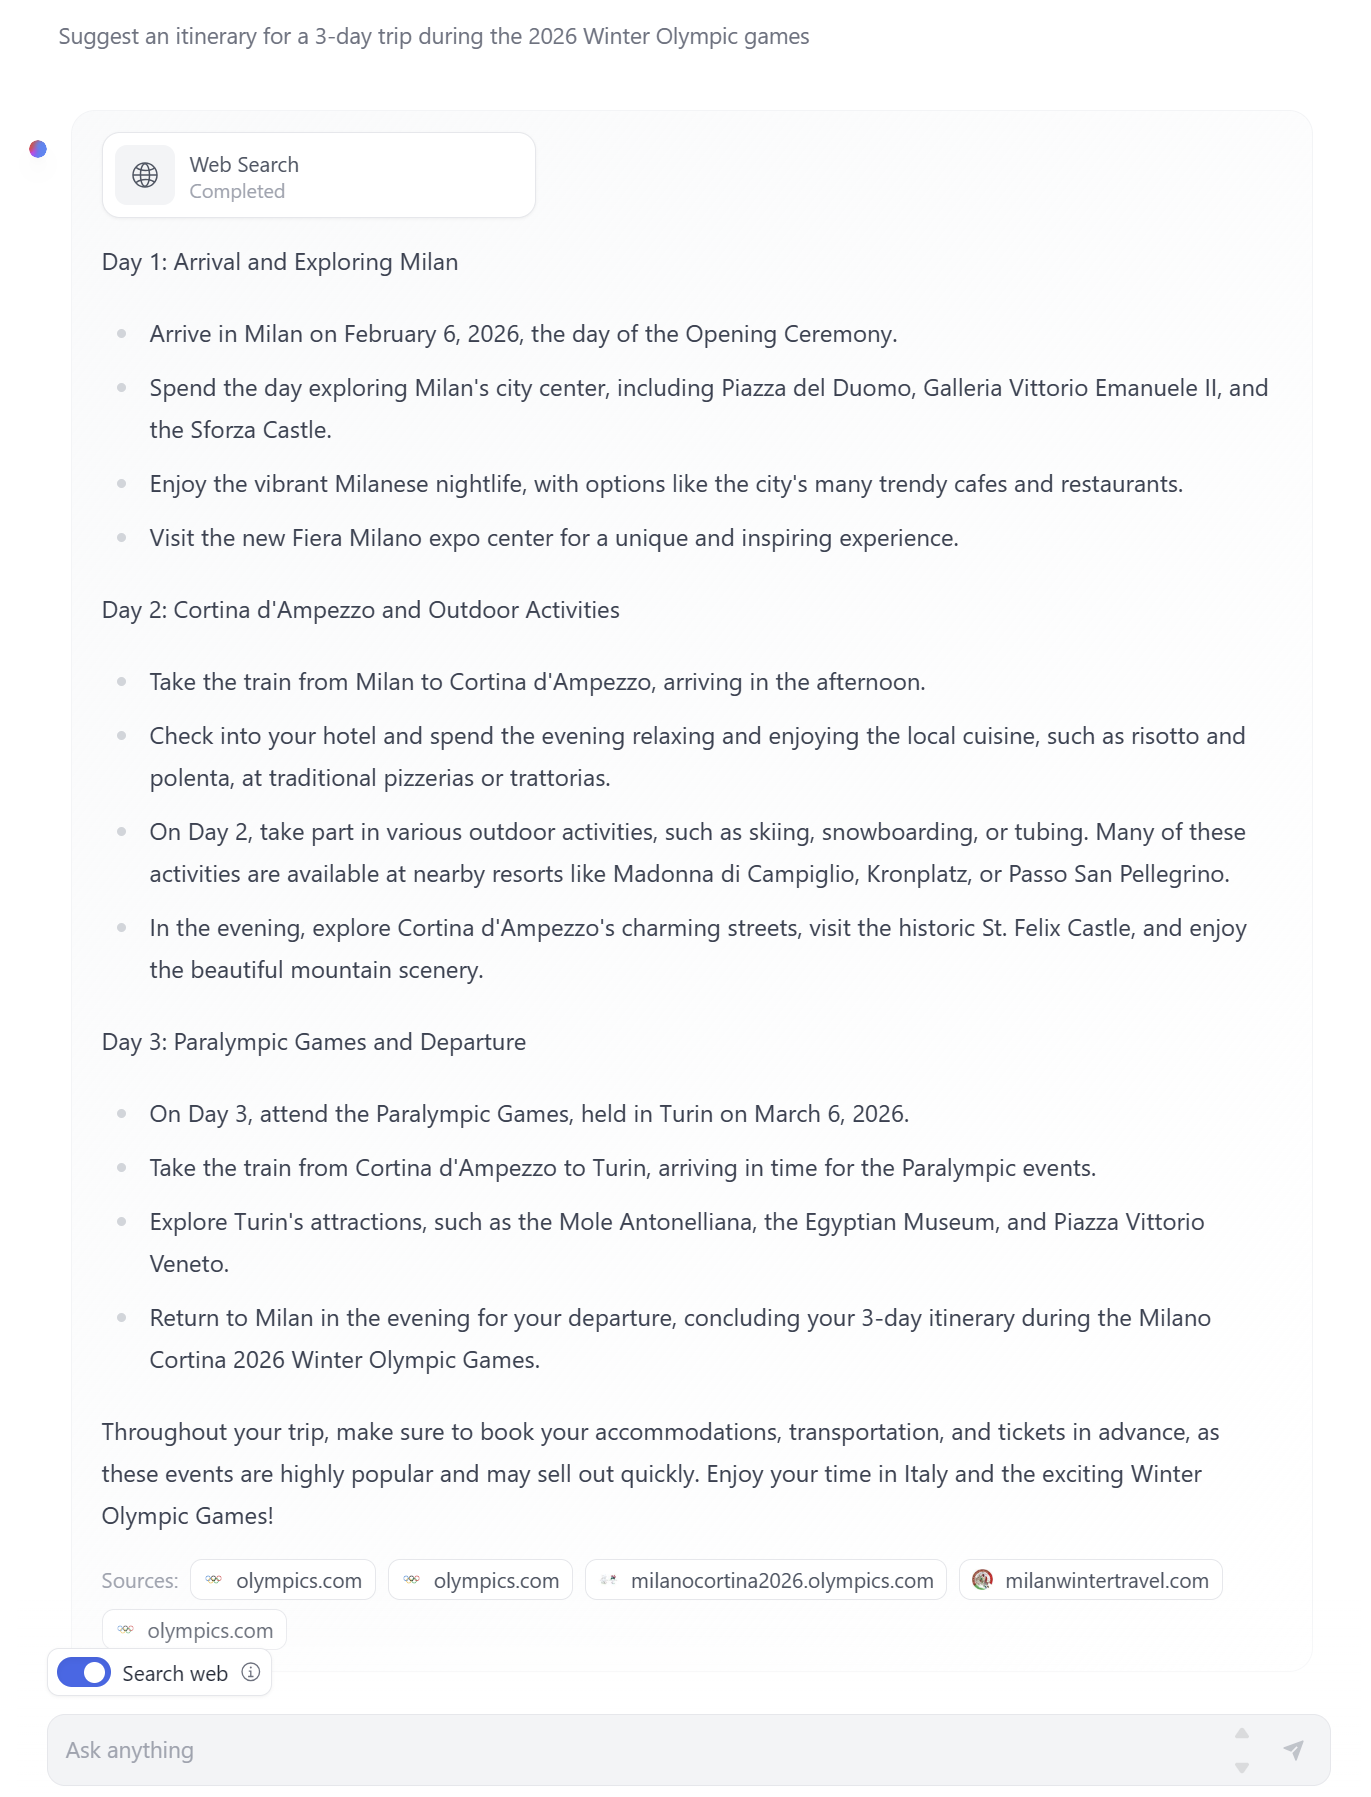 Suggest an itinerary for a 3-day trip during the 2026 Winter Olympic games
Web Search
Completed
Day 1: Arrival and Exploring Milan
Arrive in Milan on February 6, 2026, the day of the Opening Ceremony.
Spend the day exploring Milan's city center, including Piazza del Duomo, Galleria Vittorio Emanuele II, and
the Sforza Castle.
Enjoy the vibrant Milanese nightlife, with options like the city's many trendy cafes and restaurants.
Visit the new Fiera Milano expo center for a unique and inspiring experience.
Day 2: Cortina d'Ampezzo and Outdoor Activities
Take the train from Milan to Cortina d'Ampezzo, arriving in the afternoon.
Check into your hotel and spend the evening relaxing and enjoying the local cuisine, such as risotto and
polenta, at traditional pizzerias or trattorias.
On Day 2, take part in various outdoor activities, such as skiing, snowboarding, or tubing. Many of these
activities are available at nearby resorts like Madonna di Campiglio, Kronplatz, or Passo San Pellegrino.
In the evening, explore Cortina d'Ampezzo's charming streets, visit the historic St. Felix Castle, and enjoy
the beautiful mountain scenery.
Day 3: Paralympic Games and Departure
On Day 3, attend the Paralympic Games, held in Turin on March 6, 2026.
Take the train from Cortina d'Ampezzo to Turin, arriving in time for the Paralympic events.
Explore Turin's attractions, such as the Mole Antonelliana, the Egyptian Museum, and Piazza Vittorio
Veneto.
Return to Milan in the evening for your departure, concluding your 3-day itinerary during the Milano
Cortina 2026 Winter Olympic Games.
Throughout your trip, make sure to book your accommodations, transportation, and tickets in advance, as
these events are highly popular and may sell out quickly. Enjoy your time in Italy and the exciting Winter
Olympic Games!
Sources: olympics.com olympics.com milanocortina2026.olympics.com milanwintertravel.com
olympics.com
Search web
Ask anything